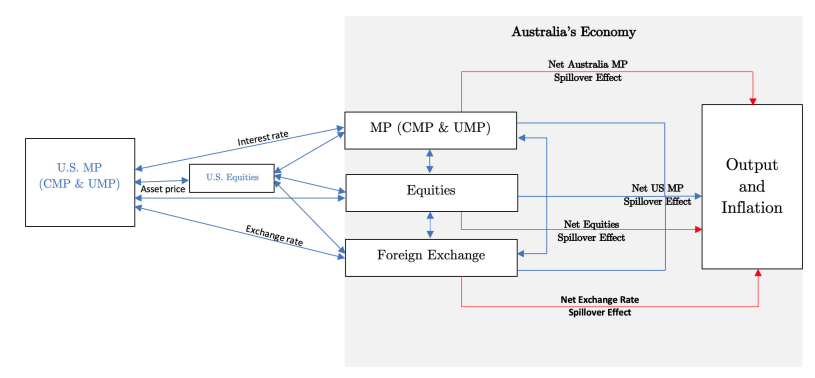 Australia's Economy
Net Australia MP
Spillover Effect
Interest rate
MP (CMP & UMP)
U.S. MP
(CMP & UMP)
U.S. Equities
Asset price
Equities
Net US MP
Spillover Effect
Output
and
Inflation
Net Equities
Spillover Effect
Exchange rate
Foreign Exchange
Net Exchange Rate
Spillover Effect